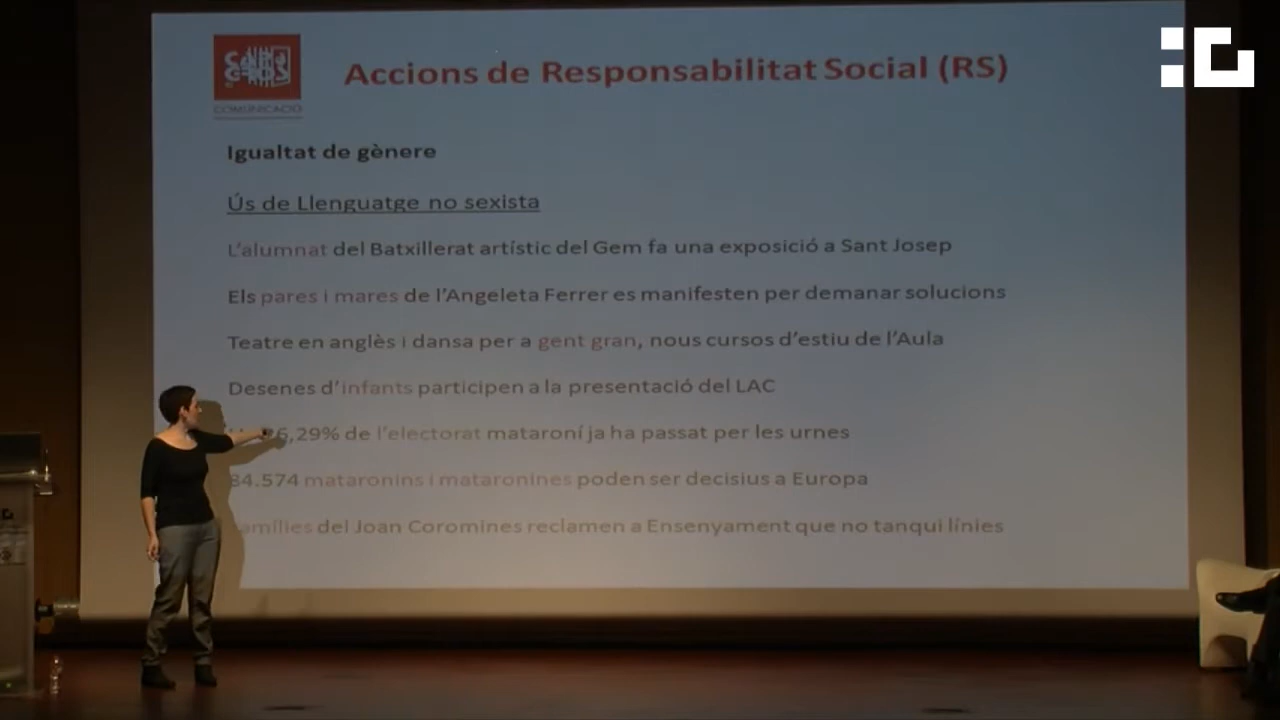 COMUNICACIÓ
Accions de Responsabilitat Social (RS)
Igualtat de gènere
Ús de Llenguatge no sexista
L'alumnat del Batxillerat artístic del Gem fa una exposició a Sant Josep
Els pares i mares de l'Angeleta Ferrer es manifesten per demanar solucions
Teatre en anglès i dansa per a gent gran, nous cursos d'estiu de l'Aula
Desenes d'infants participen a la presentació del LAC
6,29% de l'electorat mataroní ja ha passat per les urnes
84.574 mataronins i mataronines poden ser decisius a Europa
famílies del Joan Coromines reclamen a Ensenyament que no tanqui línies